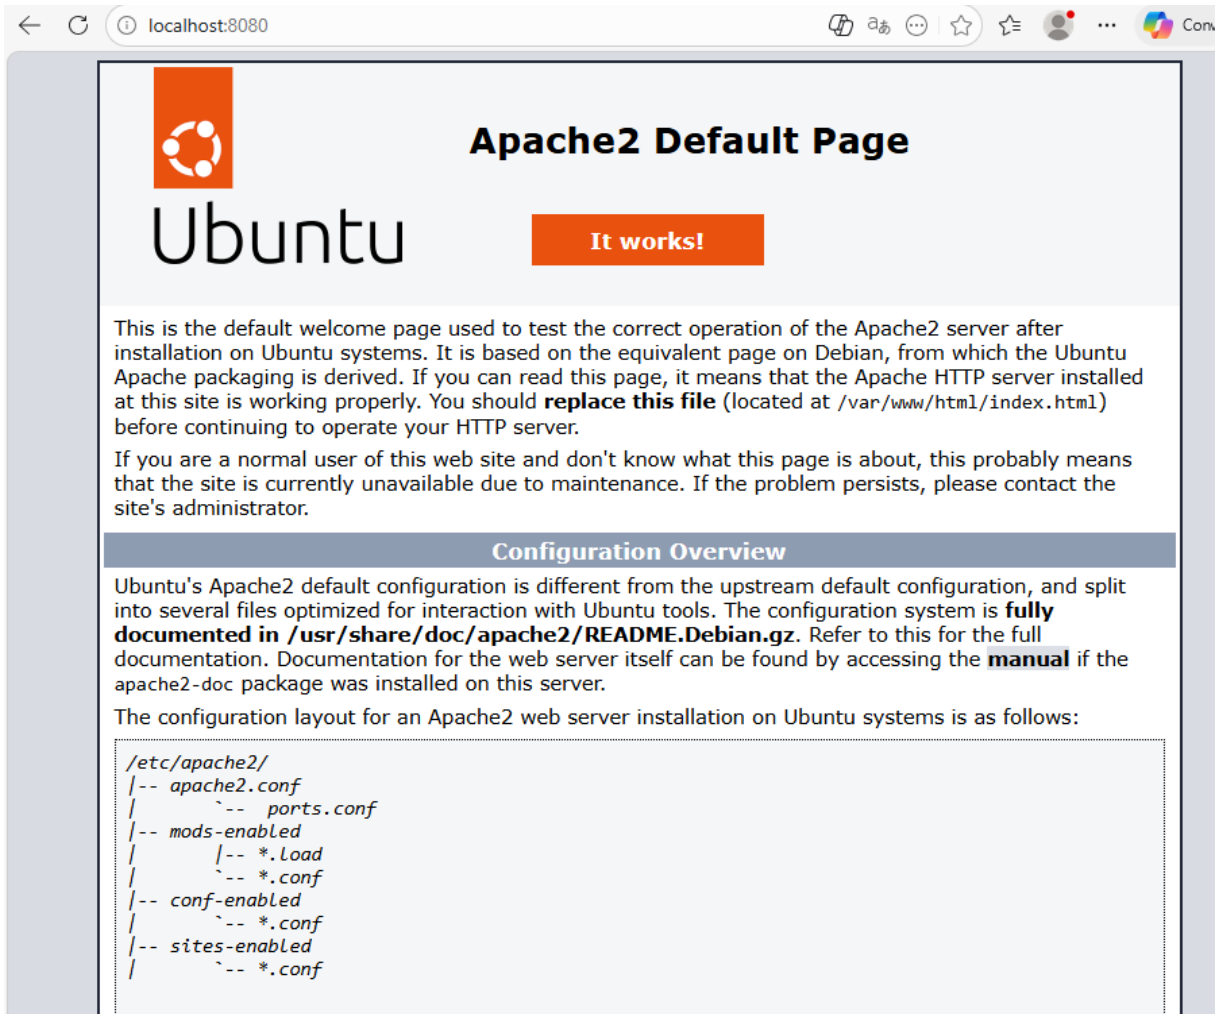 localhost:8080
Apache2 Default Page
Ubuntu
It works!
This is the default welcome page used to test the correct operation of the Apache2 server after
installation on Ubuntu systems. It is based on the equivalent page on Debian, from which the Ubuntu
Apache packaging is derived. If you can read this page, it means that the Apache HTTP server installed
at this site is working properly. You should replace this file (located at /var/www/html/index.html)
before continuing to operate your HTTP server.
If you are a normal user of this web site and don't know what this page is about, this probably means
that the site is currently unavailable due to maintenance. If the problem persists, please contact the
site's administrator.
Configuration Overview
Ubuntu's Apache2 default configuration is different from the upstream default configuration, and split
into several files optimized for interaction with Ubuntu tools. The configuration system is fully
documented in /usr/share/doc/apache2/README.Debian.gz. Refer to this for the full
documentation. Documentation for the web server itself can be found by accessing the manual if the
apache2-doc package was installed on this server.
The configuration layout for an Apache2 web server installation on Ubuntu systems is as follows:
/etc/apache2/
|-- apache2.conf
|       `--  ports.conf
|-- mods-enabled
|       |-- *.load
|       `-- *.conf
|-- conf-enabled
|       `-- *.conf
|-- sites-enabled
|       `-- *.conf